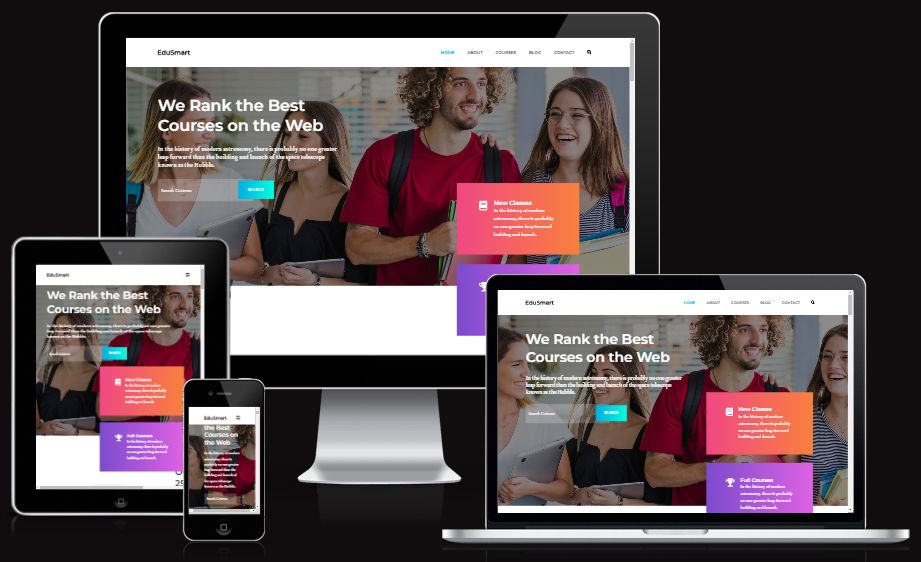 EduSmart
HOME ABOUT COURSES BLOG CONTACT
We Rank the Best
Courses on the Web
In the history of modern astronomy, there is probably no one greater
leap forward than the building and launch of the space telescope
known as the Hubble.
Search Courses
SEARCH
New Classes
In the history of modern
astronomy, there is probably
no one greater leap forward
building and launch.
EduSmart
We Rank the Best
Courses on the Web
In the history of modern astronomy, there is probably no one greater
leap forward than the building and launch of the space telescope
known as the Hubble.
Search Courses
SEARCH
New Classes
In the history of modern
astronomy, there is probably
no one greater leap forward
building and launch.
Full Courses
In the history of modern
astronomy, there is probably
no one greater leap forward
building and launch.
EduSmart
the Best
Courses on
the Web
In the history of modern
astronomy, there is
probably no one greater
leap forward than the
building and launch of
the space telescope
known as the Hubble.
Search Courses
EduSmart
HOME ABOUT COURSES BLOG CONTACT
We Rank the Best
Courses on the Web
In the history of modern astronomy, there is probably no one greater
leap forward than the building and launch of the space telescope
known as the Hubble.
Search Courses
SEARCH
New Classes
In the history of modern
astronomy, there is probably
no one greater leap forward
building and launch.
Full Courses
In the history of modern
astronomy, there is probably
no one greater leap forward
building and launch.